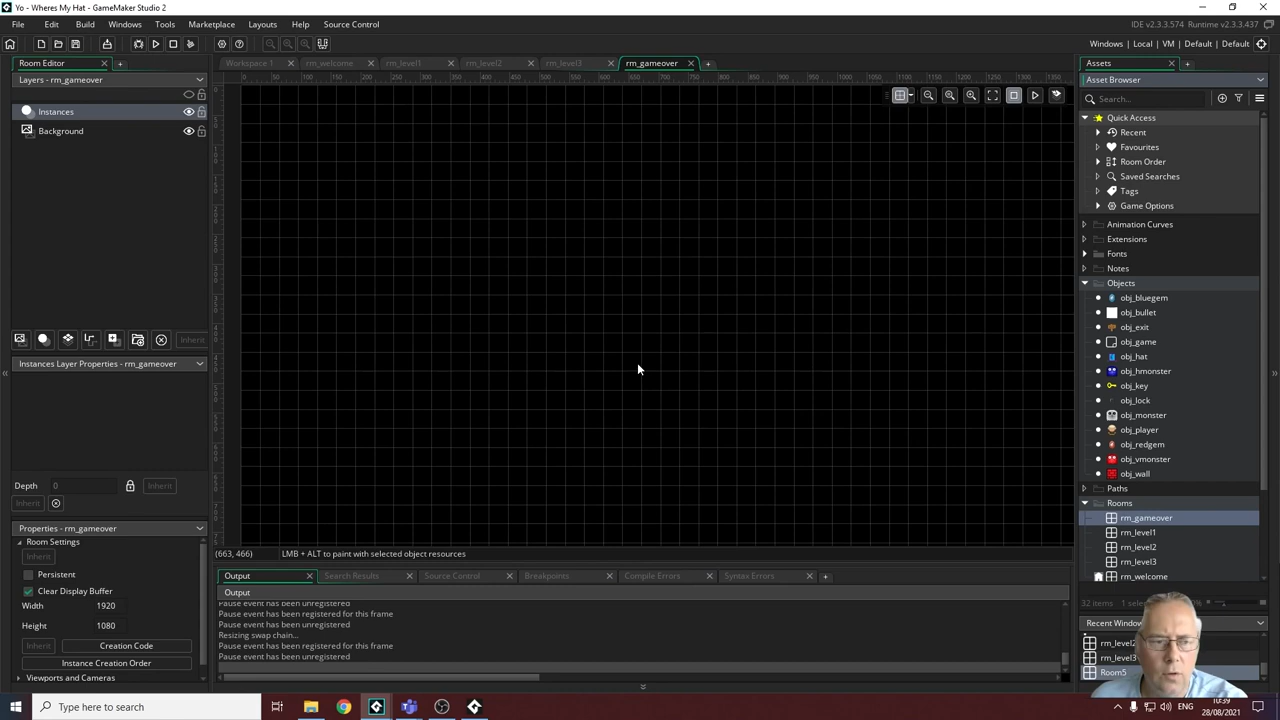 Yo - Wheres My Hat - GameMaker Studio 2
File Edit Build Windows Tools Marketplace Layouts Help Source Control
IDE v2.3.3.574 Runtime v2.3.3.437
Windows | Local | VM | Default | Default
Room Editor
Workspace 1 rm_welcome rm_level1 rm_level2 rm_level3 rm_gameover
Assets
Layers - rm_gameover
Asset Browser
Search...
Instances
Background
Quick Access
Recent
Favourites
Room Order
Saved Searches
Tags
Game Options
Animation Curves
Extensions
Fonts
Notes
Objects
obj_bluegem
obj_bullet
obj_exit
obj_game
obj_hat
obj_hmonster
obj_key
obj_lock
obj_monster
obj_player
obj_redgem
obj_vmonster
obj_wall
Paths
Rooms
rm_gameover
rm_level1
rm_level2
rm_level3
rm_welcome
Inherit
Instances Layer Properties - rm_gameover
Depth 0 Inherit
Inherit
Properties - rm_gameover
Room Settings
Inherit
Persistent
Clear Display Buffer
Width 1920
Height 1080
Inherit Creation Code
Instance Creation Order
Viewports and Cameras
(663, 466) LMB + ALT to paint with selected object resources
Output Search Results Source Control Breakpoints Compile Errors Syntax Errors
Output
Pause event has been unregistered
Pause event has been registered for this frame
Pause event has been unregistered
Resizing swap chain...
Pause event has been registered for this frame
Pause event has been unregistered
32 items
Recent Window
rm_level2
rm_level3
Room5
Type here to search
ENG
10:39
28/08/2021